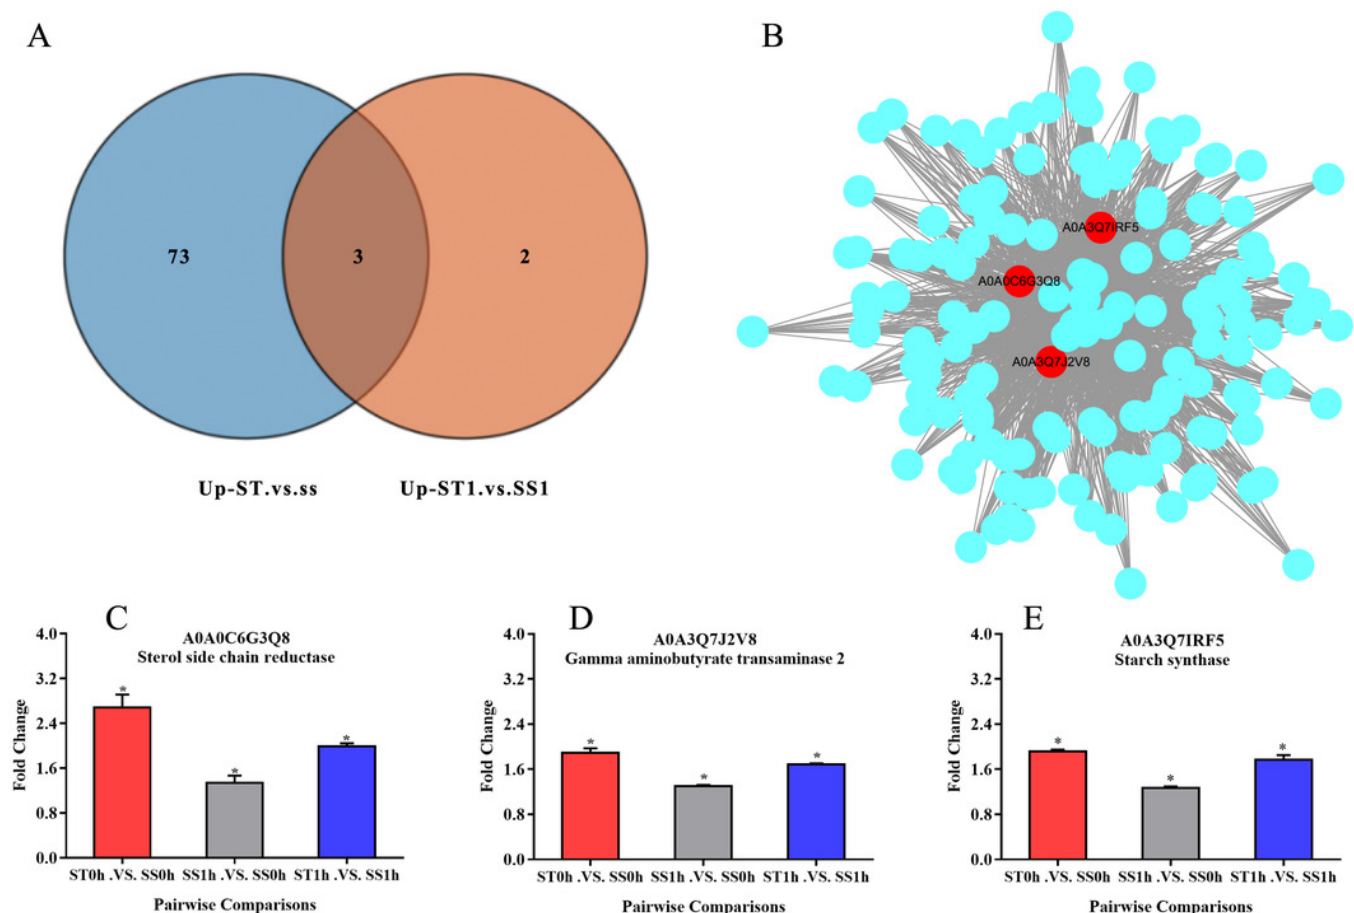 A
73
3
2
Up-ST.vs.ss
Up-ST1.vs.SS1
B
A0A3Q7IRF5
A0A0C6G3Q8
A0A3Q7J2V8
C
A0A0C6G3Q8
Sterol side chain reductase
Fold Change
4.0
3.2
2.4
1.6
0.8
0.0
*
*
*
ST0h .VS. SS0h
SS1h .VS. SS0h
ST1h .VS. SS1h
Pairwise Comparisons
D
A0A3Q7J2V8
Gamma aminobutyrate transaminase 2
Fold Change
4.0
3.2
2.4
1.6
0.8
0.0
*
*
*
ST0h .VS. SS0h
SS1h .VS. SS0h
ST1h .VS. SS1h
Pairwise Comparisons
E
A0A3Q7IRF5
Starch synthase
Fold Change
4.0
3.2
2.4
1.6
0.8
0.0
*
*
*
ST0h .VS. SS0h
SS1h .VS. SS0h
ST1h .VS. SS1h
Pairwise Comparisons